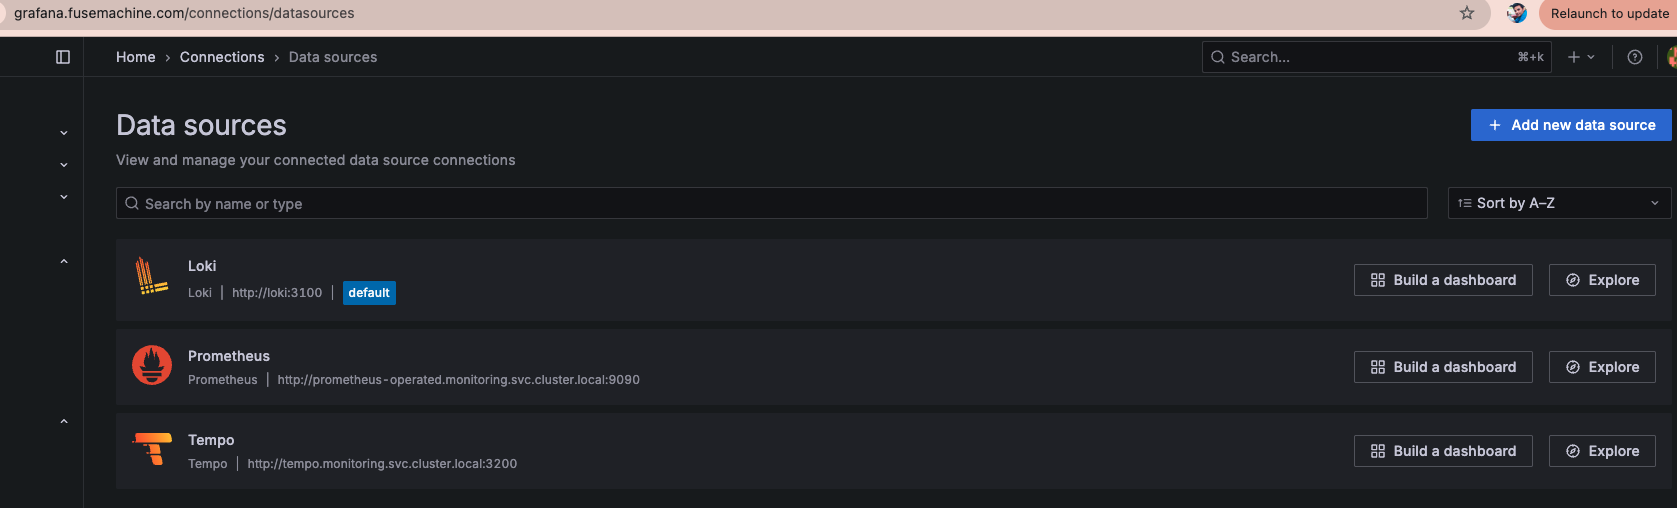 grafana.fusemachine.com/connections/datasources
Relaunch to update
Home › Connections › Data sources
Search...
⌘+k
Data sources
Add new data source
View and manage your connected data source connections
Search by name or type
Sort by A–Z
Loki
Loki | http://loki:3100 | default
Build a dashboard
Explore
Prometheus
Prometheus | http://prometheus-operated.monitoring.svc.cluster.local:9090
Build a dashboard
Explore
Tempo
Tempo | http://tempo.monitoring.svc.cluster.local:3200
Build a dashboard
Explore